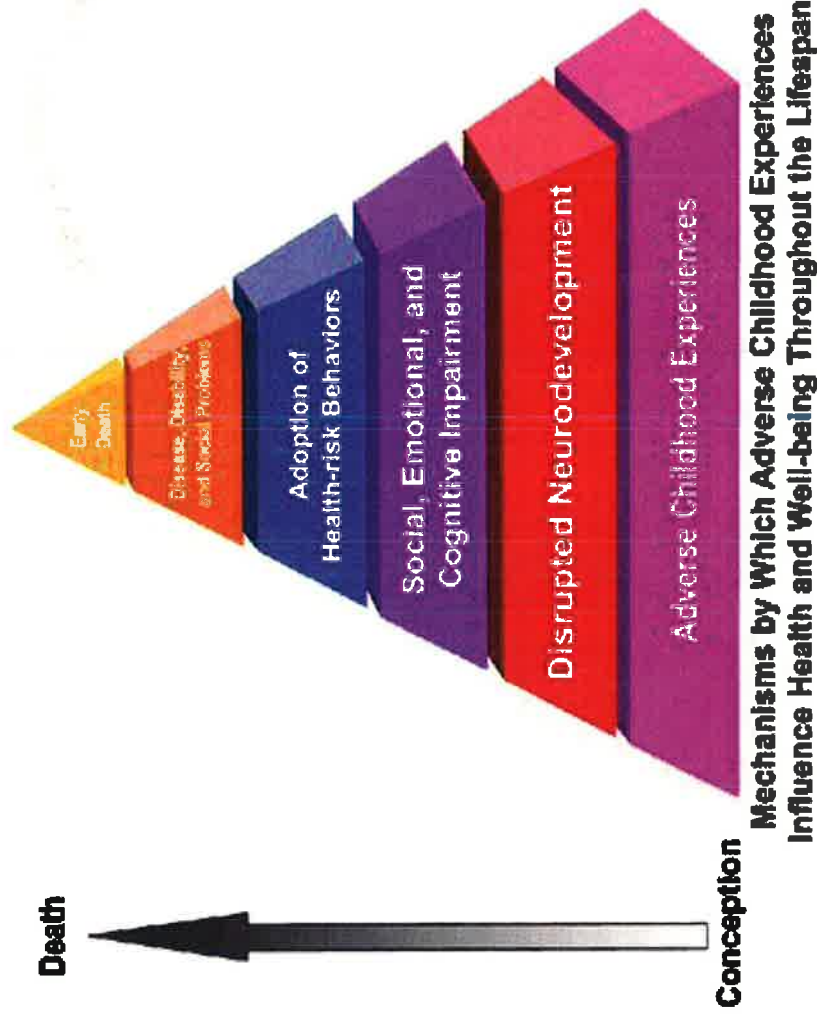 Death
Early
Death
Disease, Disability,
and Social Problems
Adoption of
Health-risk Behaviors
Social, Emotional, and
Cognitive Impairment
Disrupted Neurodevelopment
Adverse Childhood Experiences
Conception
Mechanisms by Which Adverse Childhood Experiences
Influence Health and Well-being Throughout the Lifespan